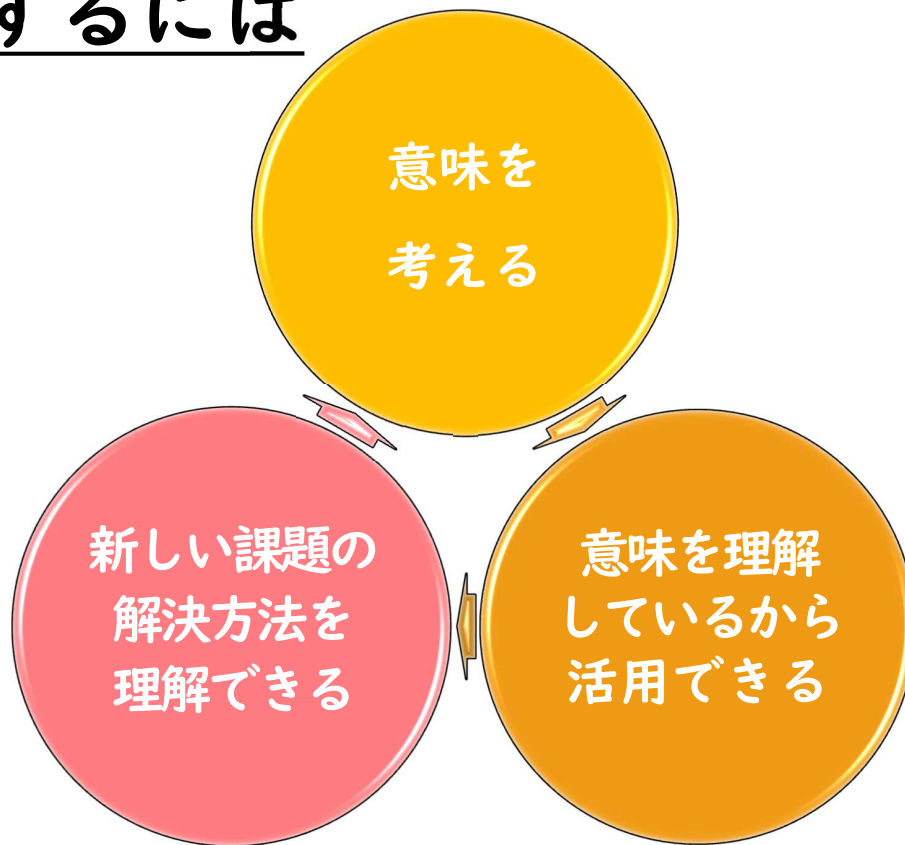 するには
意味を
考える
新しい課題の
解決方法を
理解できる
意味を理解
しているから
活用できる